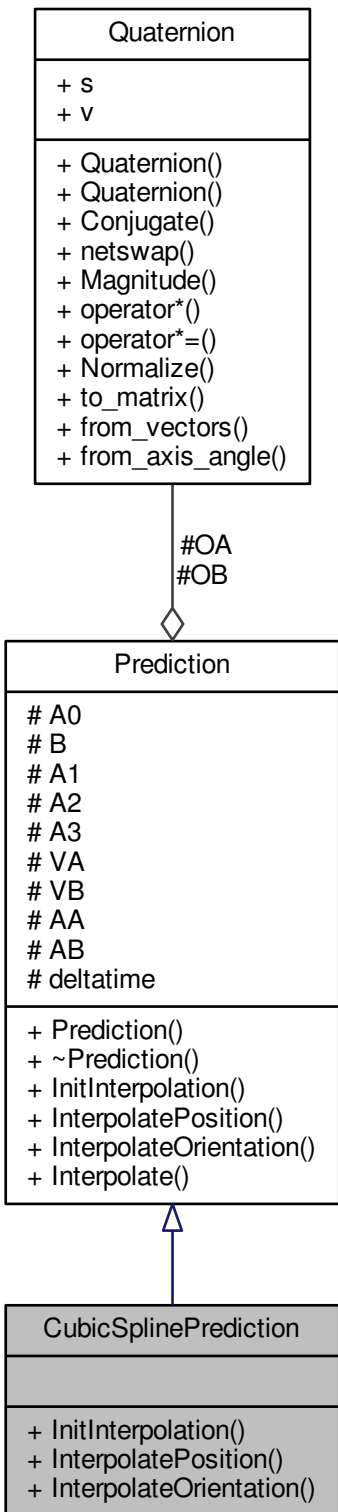 Quaternion
+ s
+ v
+ Quaternion()
+ Quaternion()
+ Conjugate()
+ netswap()
+ Magnitude()
+ operator*()
+ operator*=()
+ Normalize()
+ to_matrix()
+ from_vectors()
+ from_axis_angle()
#OA
#OB
Prediction
# A0
# B
# A1
# A2
# A3
# VA
# VB
# AA
# AB
# deltatime
+ Prediction()
+ ~Prediction()
+ InitInterpolation()
+ InterpolatePosition()
+ InterpolateOrientation()
+ Interpolate()
CubicSplinePrediction
+ InitInterpolation()
+ InterpolatePosition()
+ InterpolateOrientation()